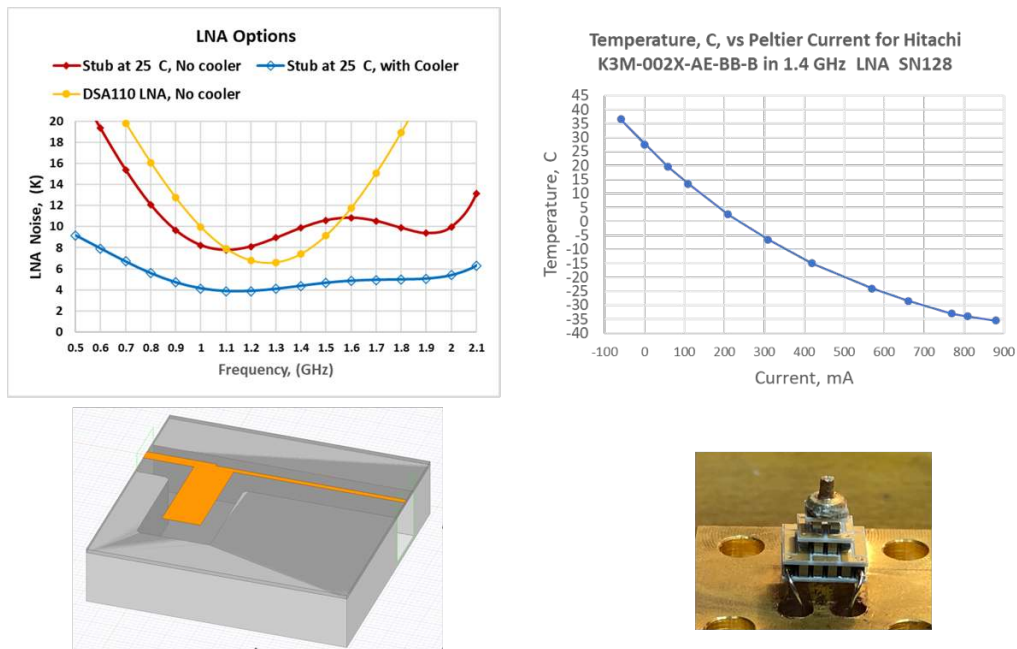 LNA Options
Stub at 25 C, No cooler
Stub at 25 C, with Cooler
DSA110 LNA, No cooler
LNA Noise, (K)
20
18
16
14
12
10
8
6
4
2
0
0.5 0.6 0.7 0.8 0.9 1 1.1 1.2 1.3 1.4 1.5 1.6 1.7 1.8 1.9 2 2.1
Frequency, (GHz)
Temperature, C, vs Peltier Current for Hitachi
K3M-002X-AE-BB-B in 1.4 GHz LNA SN128
Temperature, C
45
40
35
30
25
20
15
10
5
0
-5
-10
-15
-20
-25
-30
-35
-40
-100 0 100 200 300 400 500 600 700 800 900
Current, mA